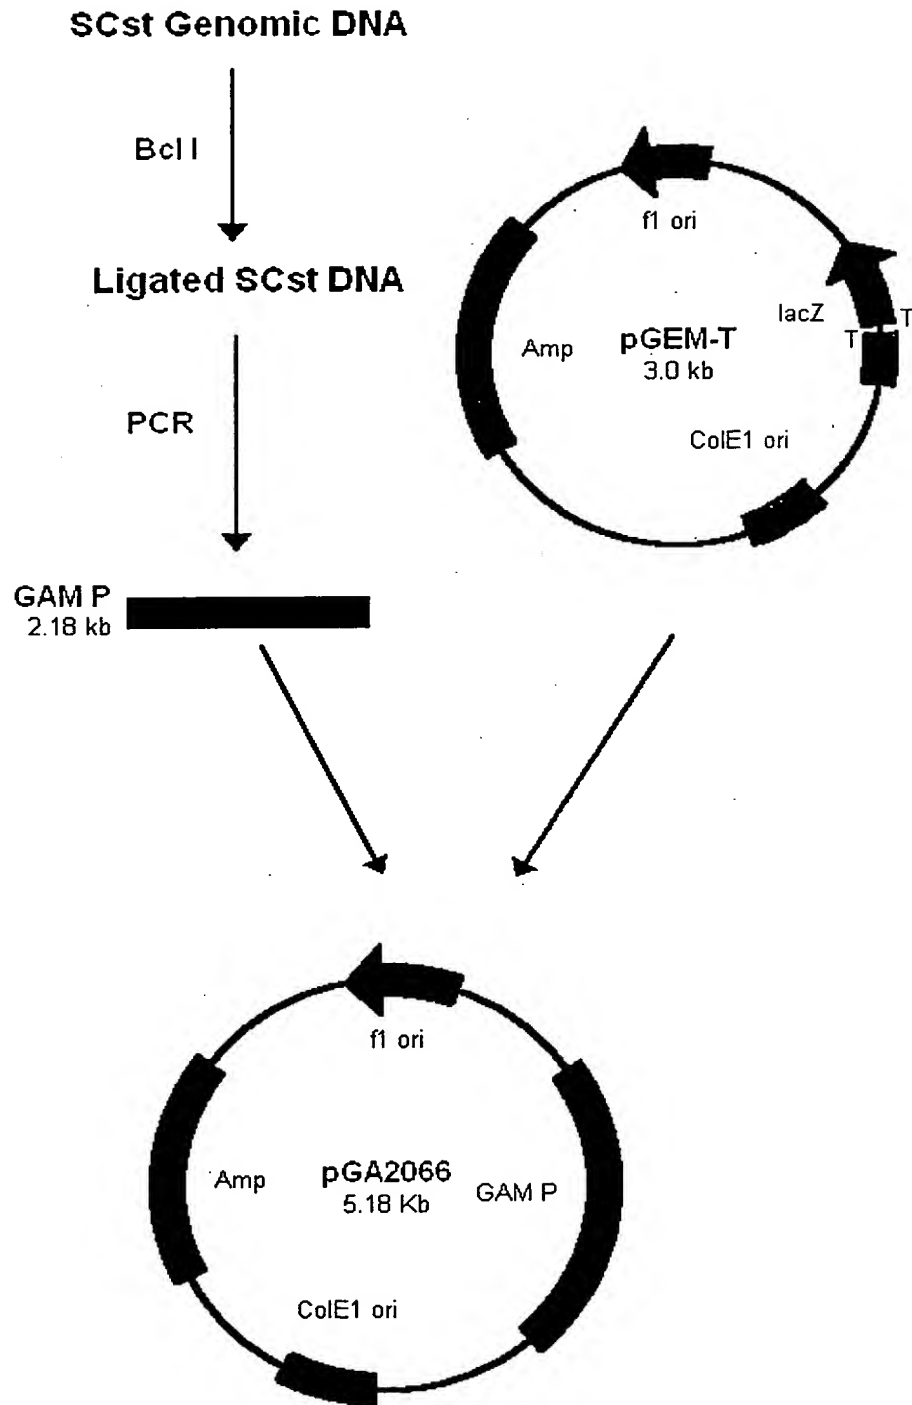 SCst Genomic DNA
Bcl I
Ligated SCst DNA
PCR
GAM P
2.18 kb
f1 ori
lacZ
T
T
Amp
pGEM-T
3.0 kb
ColE1 ori
f1 ori
Amp
pGA2066
5.18 Kb
GAM P
ColE1 ori